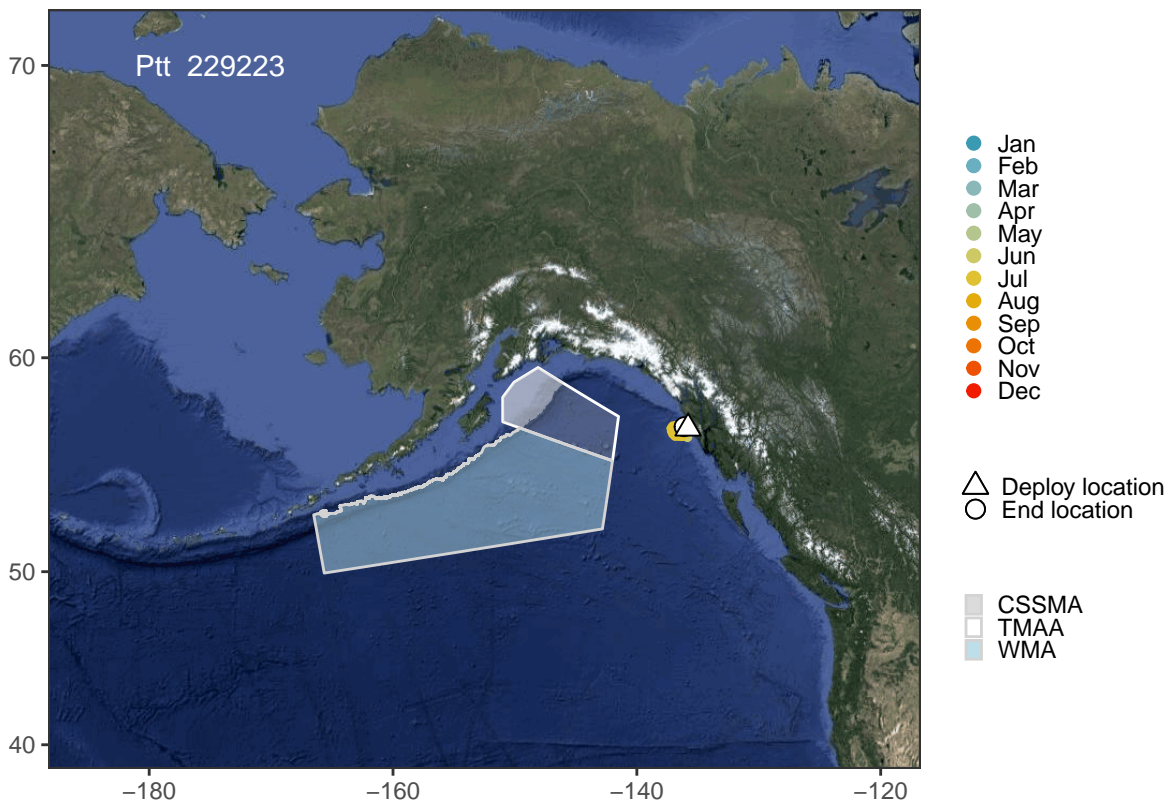 Ptt 229223
70
60
50
40
−180
−160
−140
−120
Jan
Feb
Mar
Apr
May
Jun
Jul
Aug
Sep
Oct
Nov
Dec
Deploy location
End location
CSSMA
TMAA
WMA